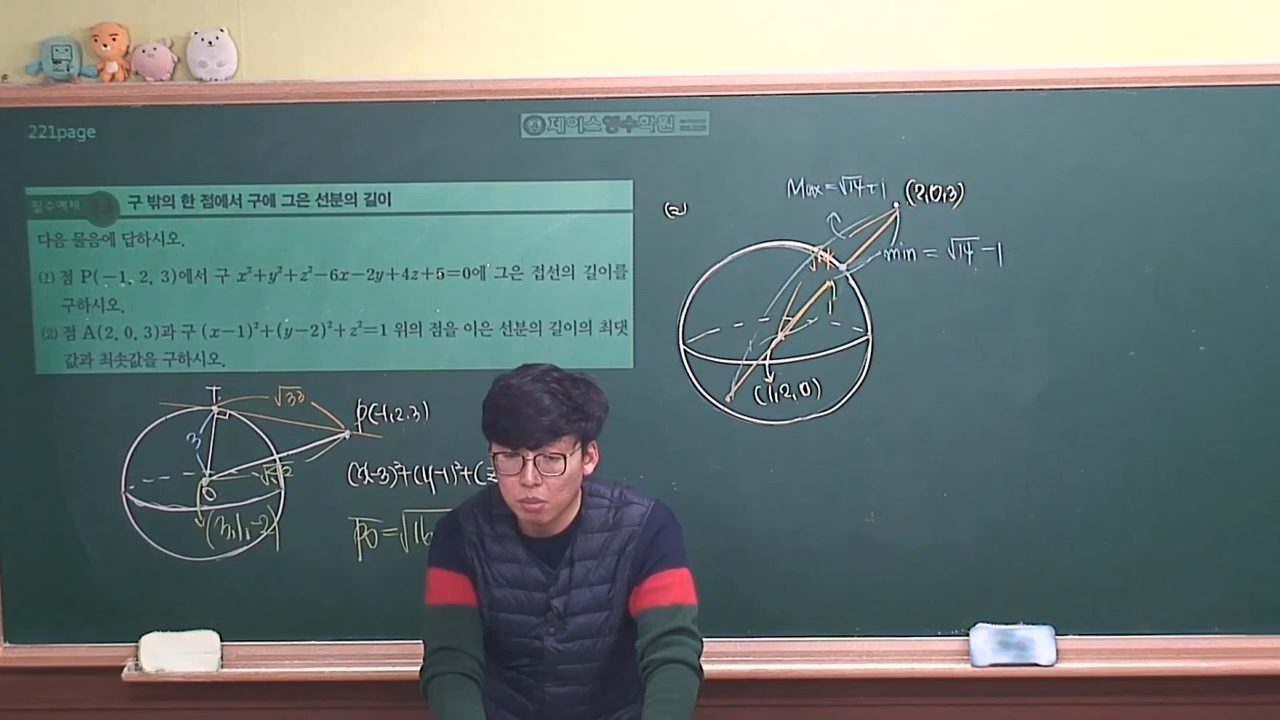 221page
제이스영수학원
필수예제
구 밖의 한 점에서 구에 그은 선분의 길이
다음 물음에 답하시오.
(1) 점 P(−1, 2, 3)에서 구 x²+y²+z²−6x−2y+4z+5=0에 그은 접선의 길이를
구하시오.
(2) 점 A(2, 0, 3)과 구 (x−1)²+(y−2)²+z²=1 위의 점을 이은 선분의 길이의 최댓
값과 최솟값을 구하시오.
T
√33
P(-1,2,3)
3
O
(3,1,-2)
(x-3)²+(y-1)²+(z
PO=√16
(2)
Max=√14+1
(2,0,3)
√14
min = √14-1
1
(1,2,0)